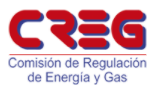 CREG
Comisión de Regulación
de Energía y Gas